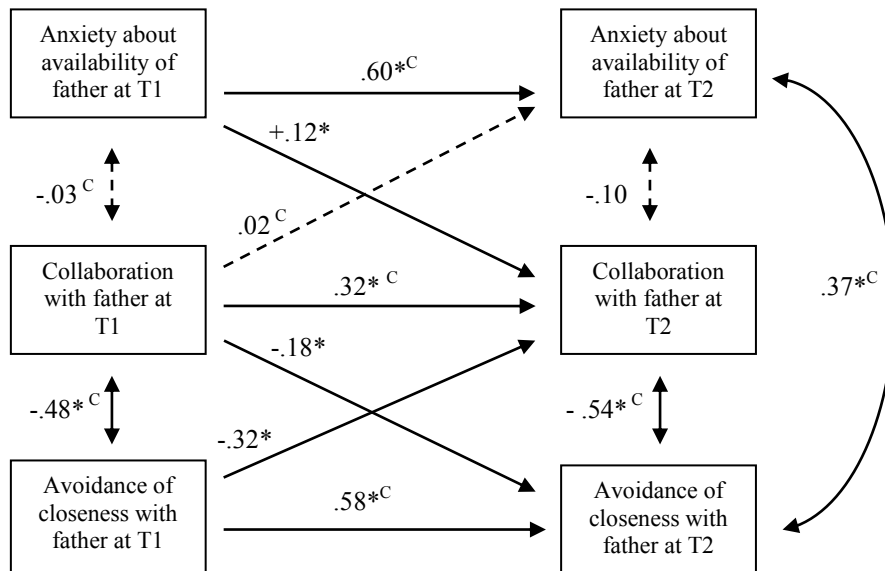 Anxiety about
availability of
father at T1
Anxiety about
availability of
father at T2
.60*C
+.12*
-.03 C
.02 C
-.10
Collaboration
with father at
T1
Collaboration
with father at
T2
.32* C
.37*C
-.18*
-.48* C
- .54* C
-.32*
Avoidance of
closeness with
father at T1
Avoidance of
closeness with
father at T2
.58*C